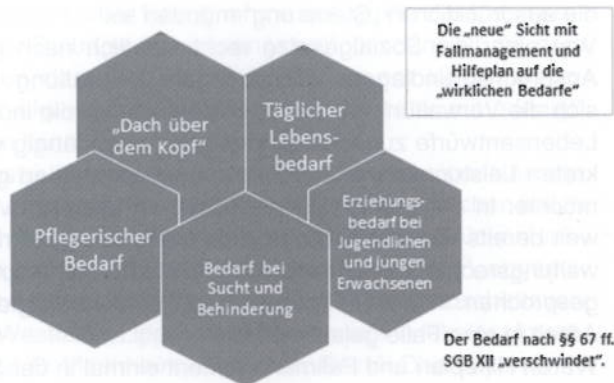 Die „neue“ Sicht mit
Fallmanagement und
Hilfeplan auf die
„wirklichen Bedarfe“
„Dach über
dem Kopf“
Täglicher
Lebens-
bedarf
Pflegerischer
Bedarf
Bedarf bei
Sucht und
Behinderung
Erziehungs-
bedarf bei
Jugendlichen
und jungen
Erwachsenen
Der Bedarf nach §§ 67 ff.
SGB XII „verschwindet“.